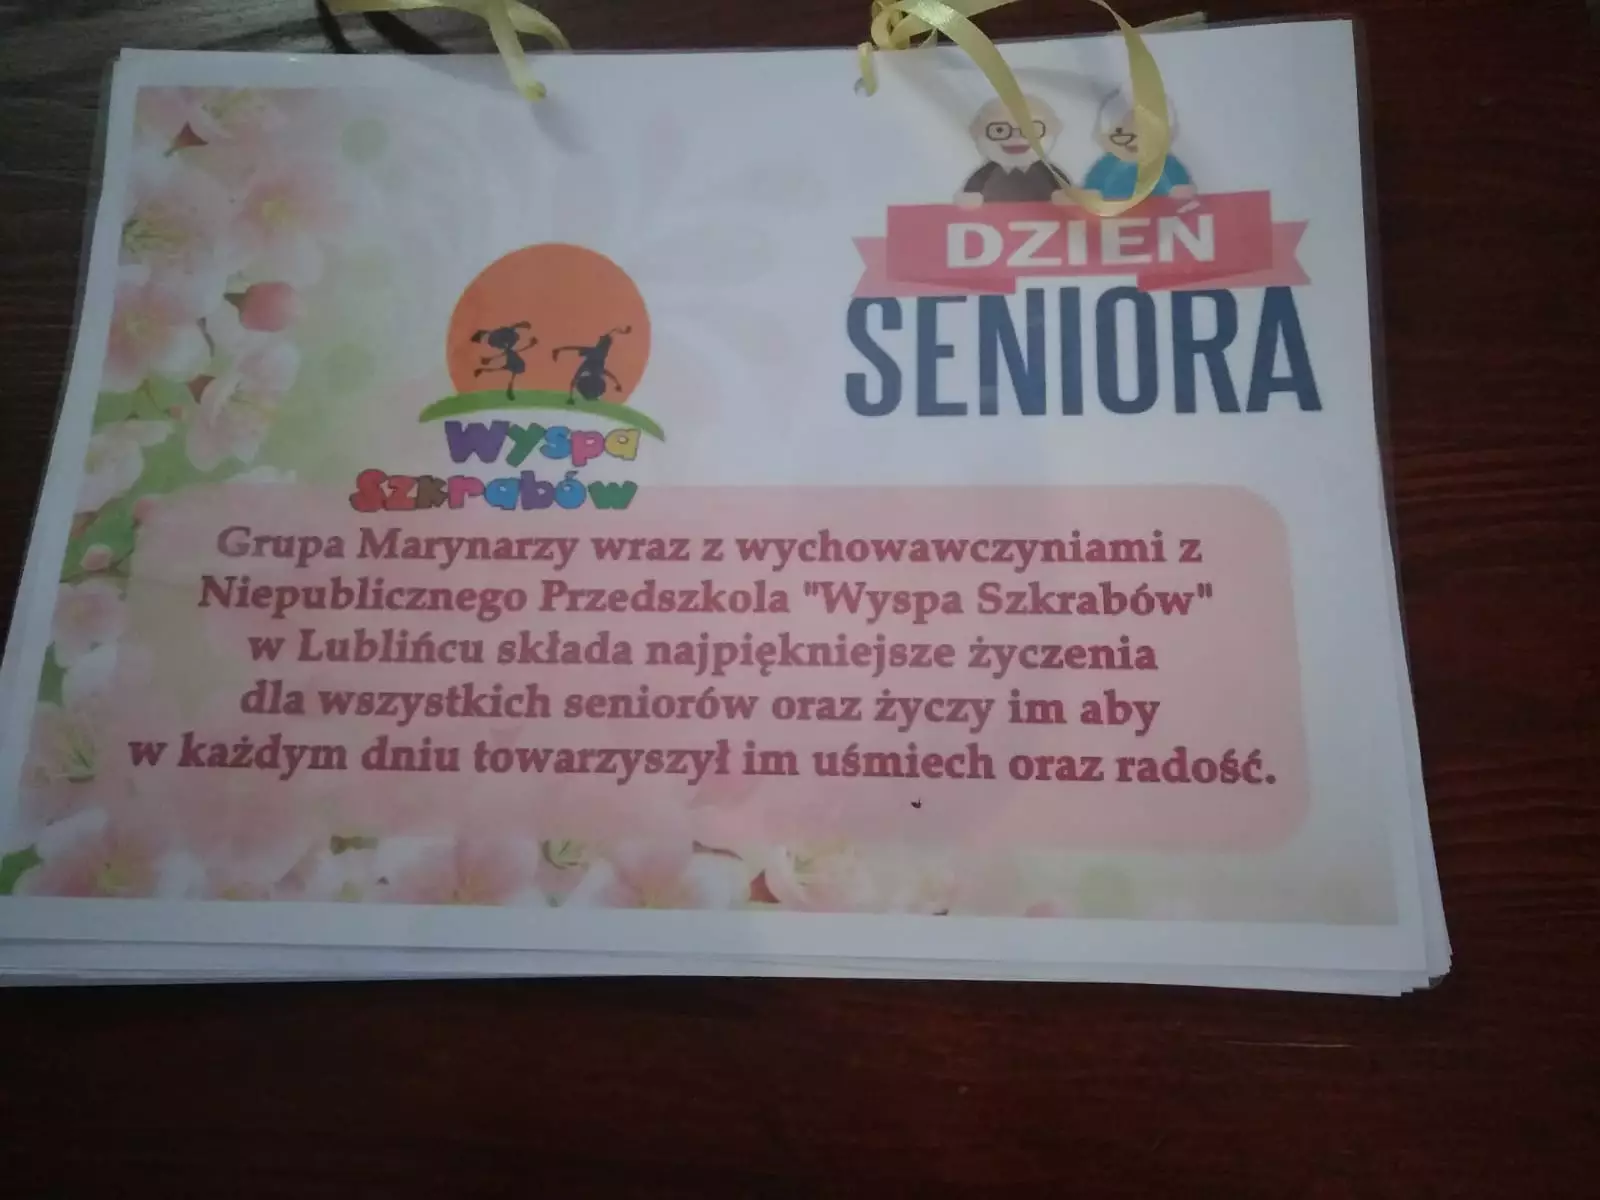 DZIEŃ
SENIORA
Wyspa
Szkrabów
Grupa Marynarzy wraz z wychowawczyniami z
Niepublicznego Przedszkola "Wyspa Szkrabów"
w Lublińcu składa najpiękniejsze życzenia
dla wszystkich seniorów oraz życzy im aby
w każdym dniu towarzyszył im uśmiech oraz radość.